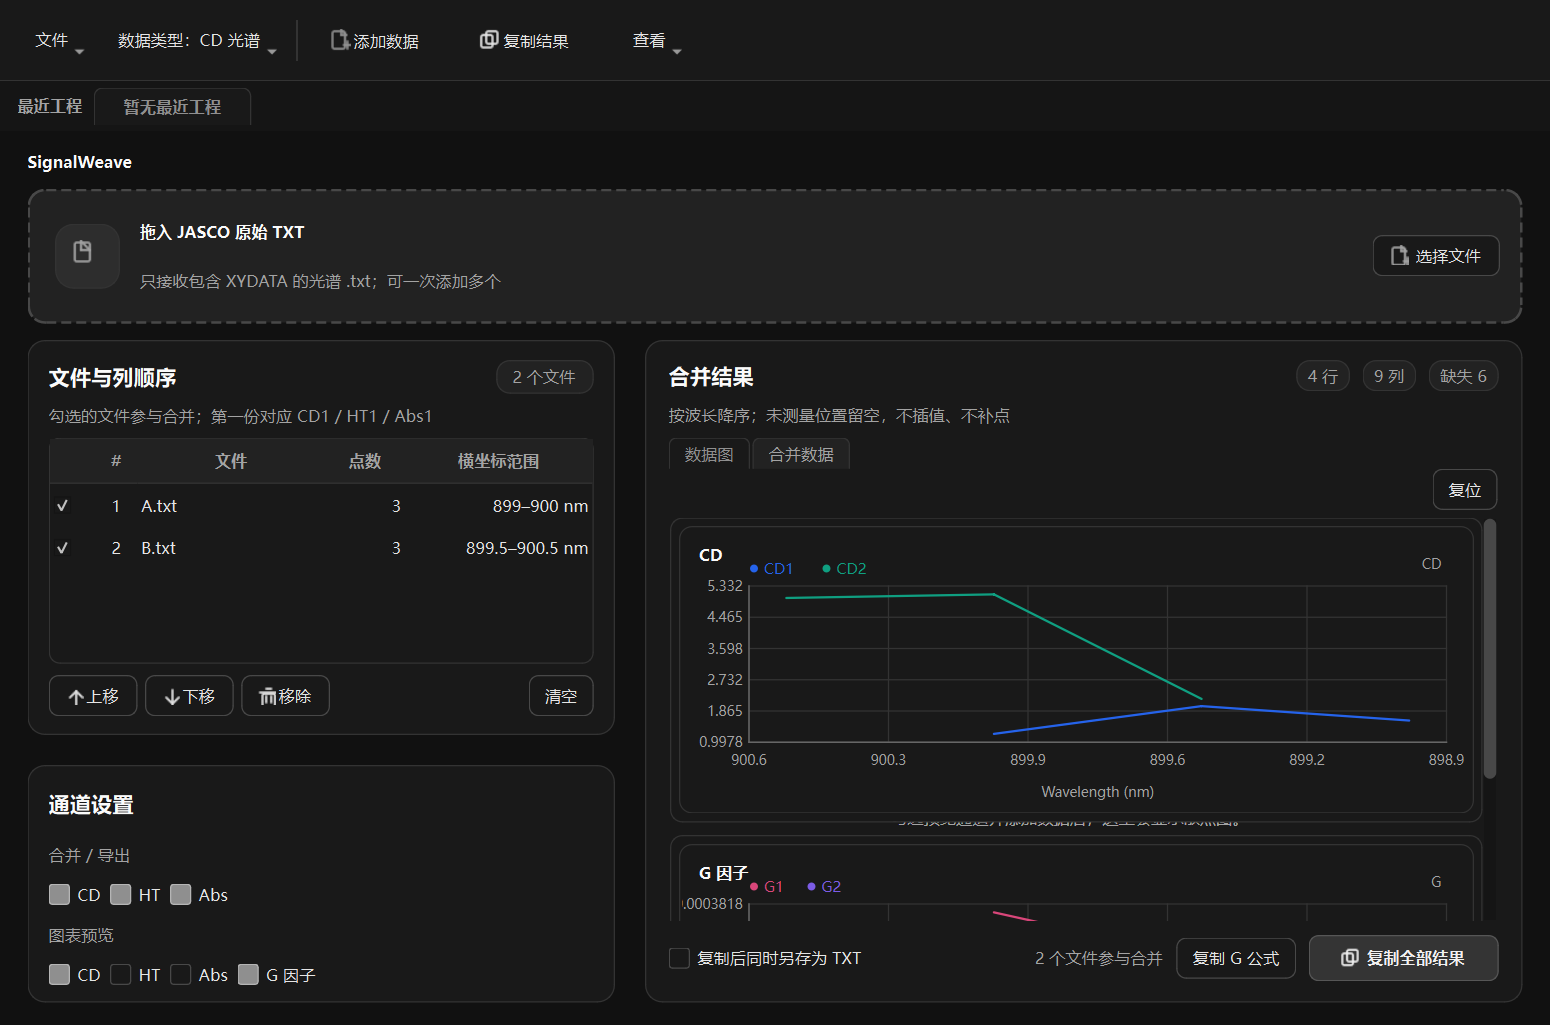 文件
数据类型：CD 光谱
添加数据
复制结果
查看
最近工程
暂无最近工程
SignalWeave
拖入 JASCO 原始 TXT
只接收包含 XYDATA 的光谱 .txt；可一次添加多个
选择文件
文件与列顺序
2 个文件
勾选的文件参与合并；第一份对应 CD1 / HT1 / Abs1
# 文件 点数 横坐标范围
1 A.txt 3 899–900 nm
2 B.txt 3 899.5–900.5 nm
上移
下移
移除
清空
通道设置
合并 / 导出
CD HT Abs
图表预览
CD HT Abs G 因子
合并结果
4 行
9 列
缺失 6
按波长降序；未测量位置留空，不插值、不补点
数据图
合并数据
复位
CD
CD1 CD2
CD
5.332
4.465
3.598
2.732
1.865
0.9978
900.6 900.3 899.9 899.6 899.2 898.9
Wavelength (nm)
G 因子
G1 G2
G
.0003818
复制后同时另存为 TXT
2 个文件参与合并
复制 G 公式
复制全部结果